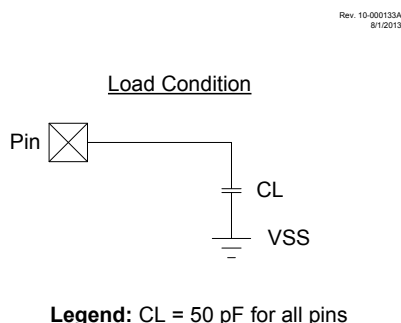 Rev. 10-000133A
8/1/2013
Load Condition
Pin
CL
VSS
Legend: CL = 50 pF for all pins